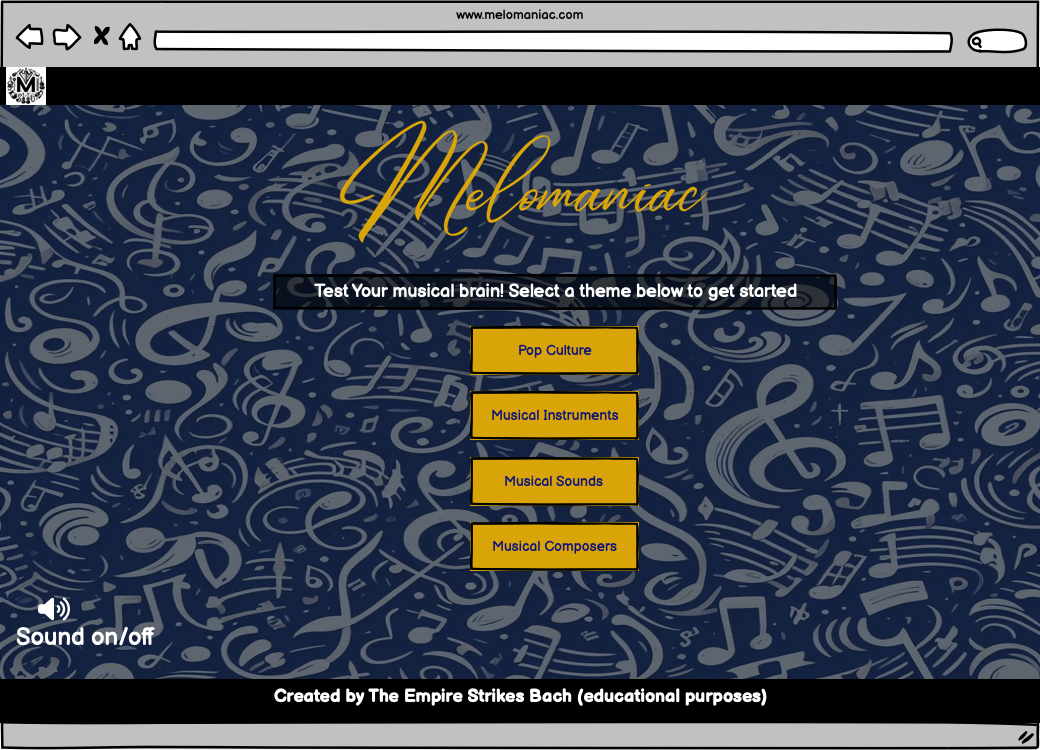 www.melomaniac.com
M
Melomaniac
Test Your musical brain! Select a theme below to get started
Pop Culture
Musical Instruments
Musical Sounds
Musical Composers
Sound on/off
Created by The Empire Strikes Bach (educational purposes)